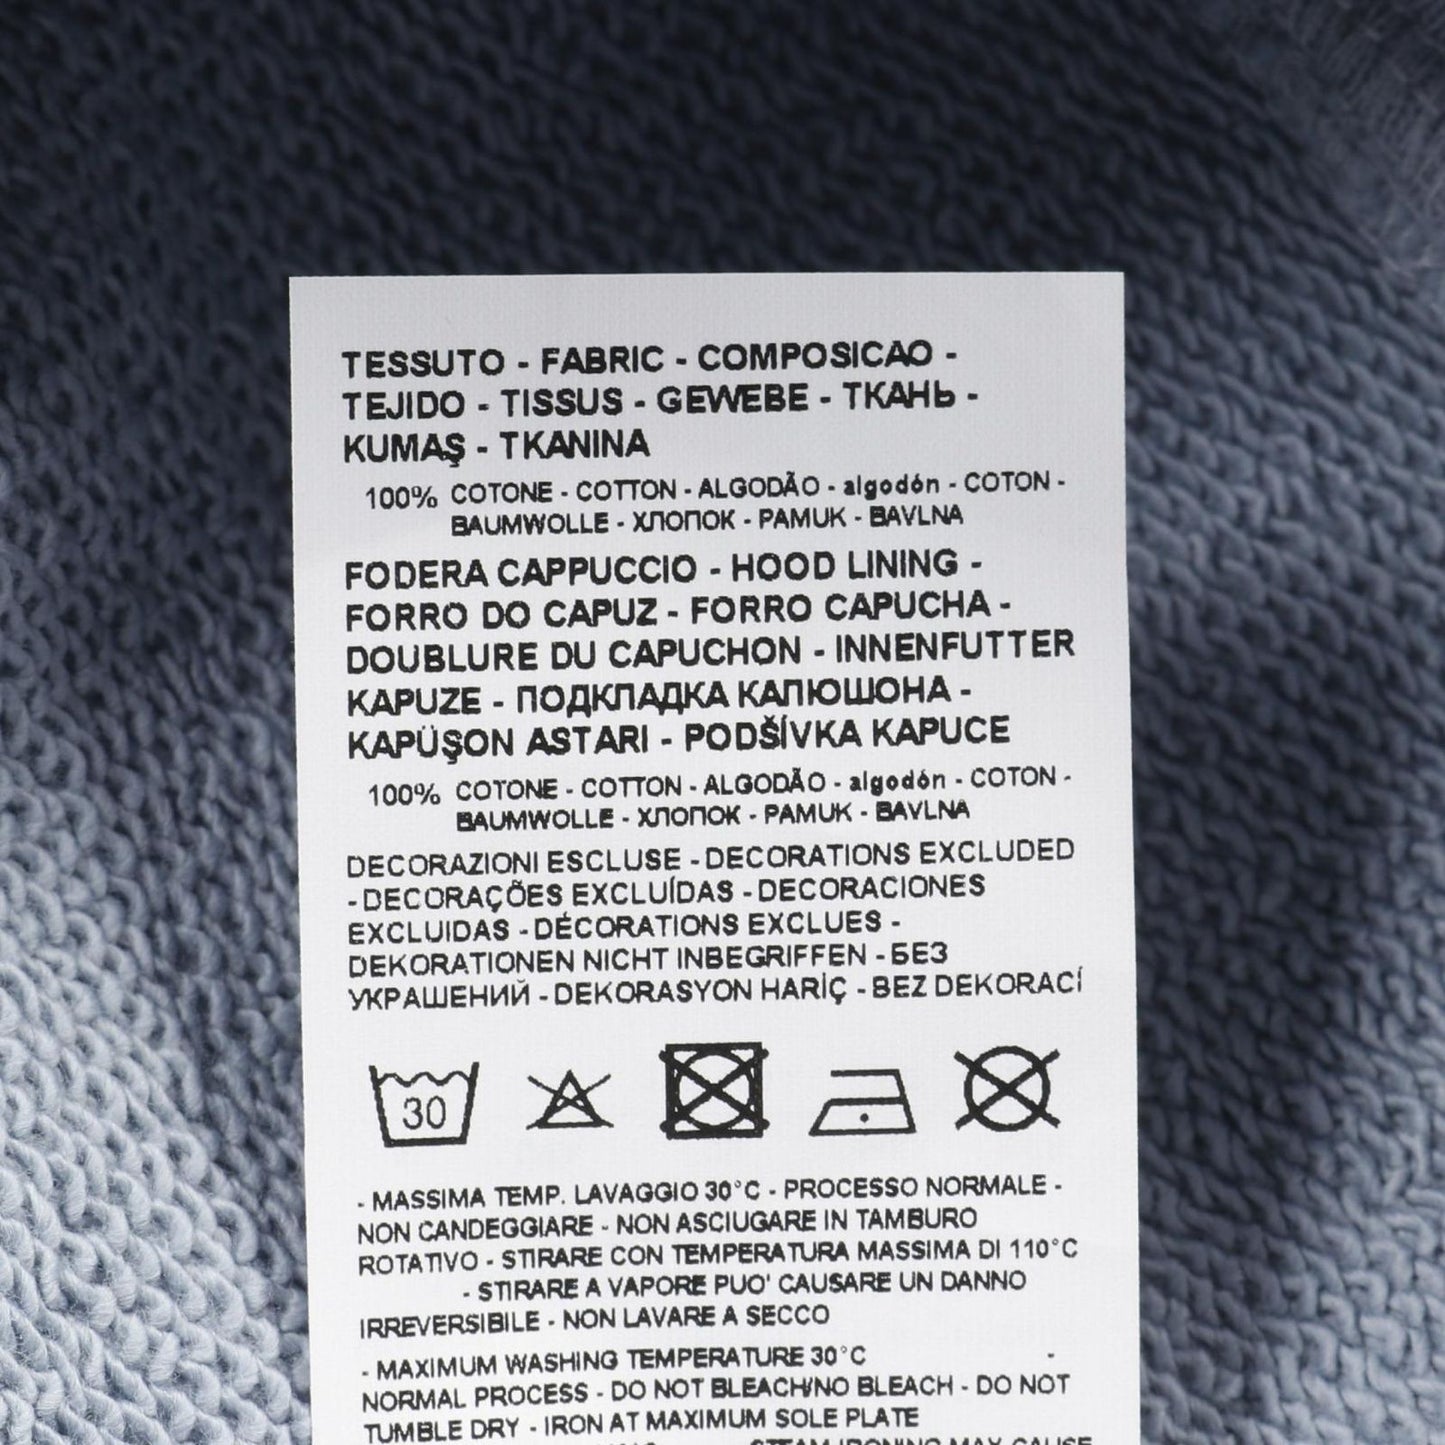 TESSUTO - FABRIC - COMPOSICAO -
TEJIDO - TISSUS - GEWEBE - ТКАНЬ -
KUMAŞ - TKANINA
100% COTONE - COTTON - ALGODÃO - algodón - COTON -
BAUMWOLLE - ХЛОПОК - PAMUK - BAVLNA
FODERA CAPPUCCIO - HOOD LINING -
FORRO DO CAPUZ - FORRO CAPUCHA -
DOUBLURE DU CAPUCHON - INNENFUTTER
KAPUZE - ПОДКЛАДКА КАПЮШОНА -
KAPÜŞON ASTARI - PODŠÍVKA KAPUCE
100% COTONE - COTTON - ALGODÃO - algodón - COTON -
BAUMWOLLE - ХЛОПОК - PAMUK - BAVLNA
DECORAZIONI ESCLUSE - DECORATIONS EXCLUDED
- DECORAÇÕES EXCLUÍDAS - DECORACIONES
EXCLUIDAS - DÉCORATIONS EXCLUES -
DEKORATIONEN NICHT INBEGRIFFEN - БЕЗ
УКРАШЕНИЙ - DEKORASYON HARİÇ - BEZ DEKORACÍ
30
- MASSIMA TEMP. LAVAGGIO 30°C - PROCESSO NORMALE -
NON CANDEGGIARE - NON ASCIUGARE IN TAMBURO
ROTATIVO - STIRARE CON TEMPERATURA MASSIMA DI 110°C
- STIRARE A VAPORE PUO' CAUSARE UN DANNO
IRREVERSIBILE - NON LAVARE A SECCO
- MAXIMUM WASHING TEMPERATURE 30°C -
NORMAL PROCESS - DO NOT BLEACH/NO BLEACH - DO NOT
TUMBLE DRY - IRON AT MAXIMUM SOLE PLATE
STEAM IRONING MAY CAUSE